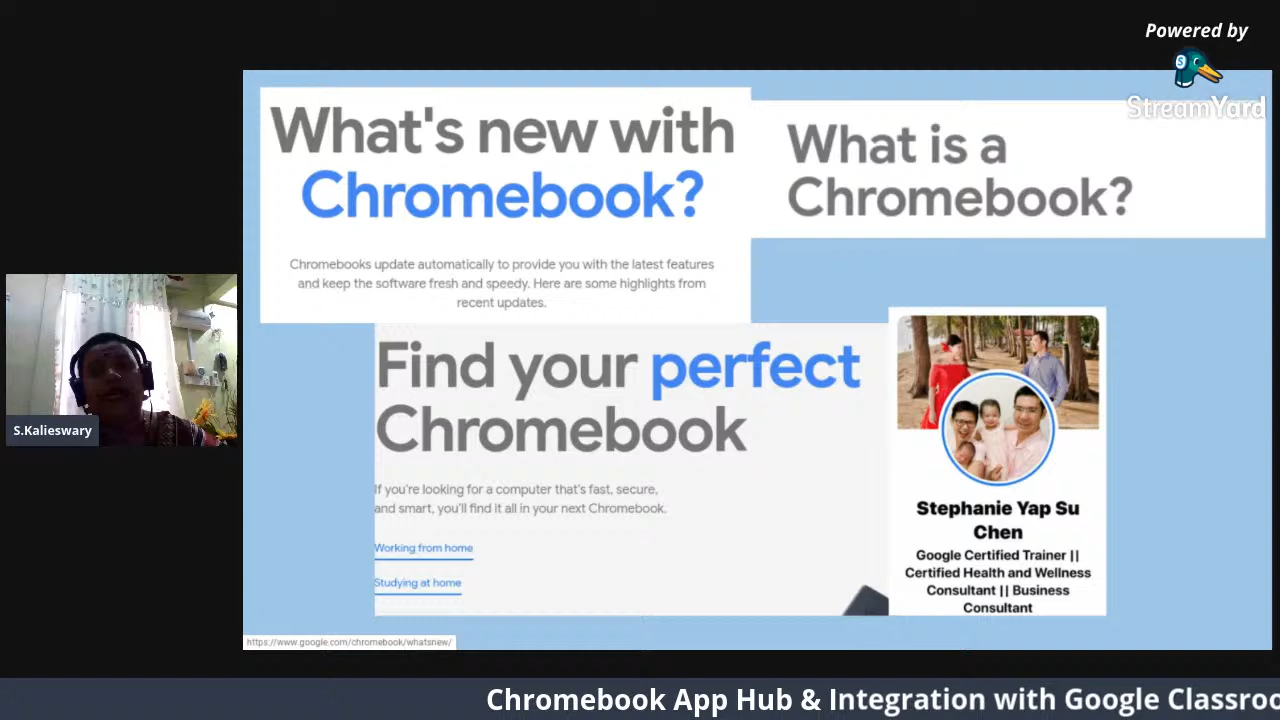 Powered by
StreamYard
What's new with
Chromebook?
Chromebooks update automatically to provide you with the latest features
and keep the software fresh and speedy. Here are some highlights from
recent updates.
What is a
Chromebook?
Find your perfect
Chromebook
If you're looking for a computer that's fast, secure,
and smart, you'll find it all in your next Chromebook.
Working from home
Studying at home
Stephanie Yap Su
Chen
Google Certified Trainer ||
Certified Health and Wellness
Consultant || Business
Consultant
S.Kalieswary
https://www.google.com/chromebook/whatsnew/
Chromebook App Hub & Integration with Google Classroo